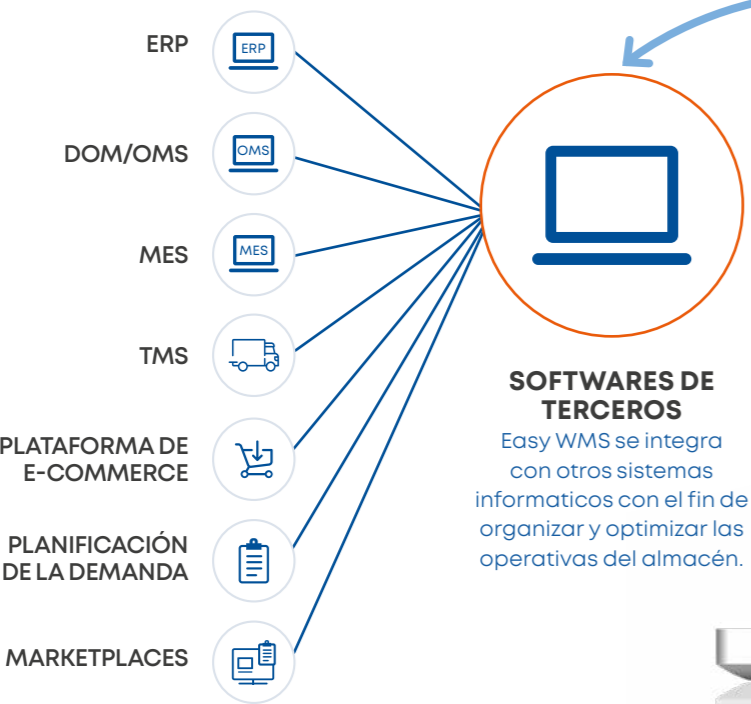 ERP
ERP
DOM/OMS
OMS
MES
MES
TMS
PLATAFORMA DE
E-COMMERCE
PLANIFICACIÓN
DE LA DEMANDA
MARKETPLACES
SOFTWARES DE
TERCEROS
Easy WMS se integra
con otros sistemas
informaticos con el fin de
organizar y optimizar las
operativas del almacén.